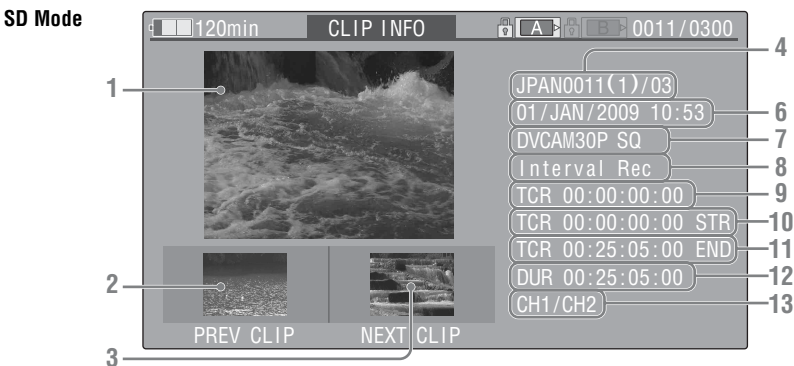 SD Mode
120min CLIP INFO A B 0011/0300
4
JPAN0011(1)/03
1
01/JAN/2009 10:53 6
DVCAM30P SQ 7
Interval Rec 8
TCR 00:00:00:00 9
TCR 00:00:00:00 STR 10
TCR 00:25:05:00 END 11
2
DUR 00:25:05:00 12
CH1/CH2 13
PREV CLIP NEXT CLIP
3